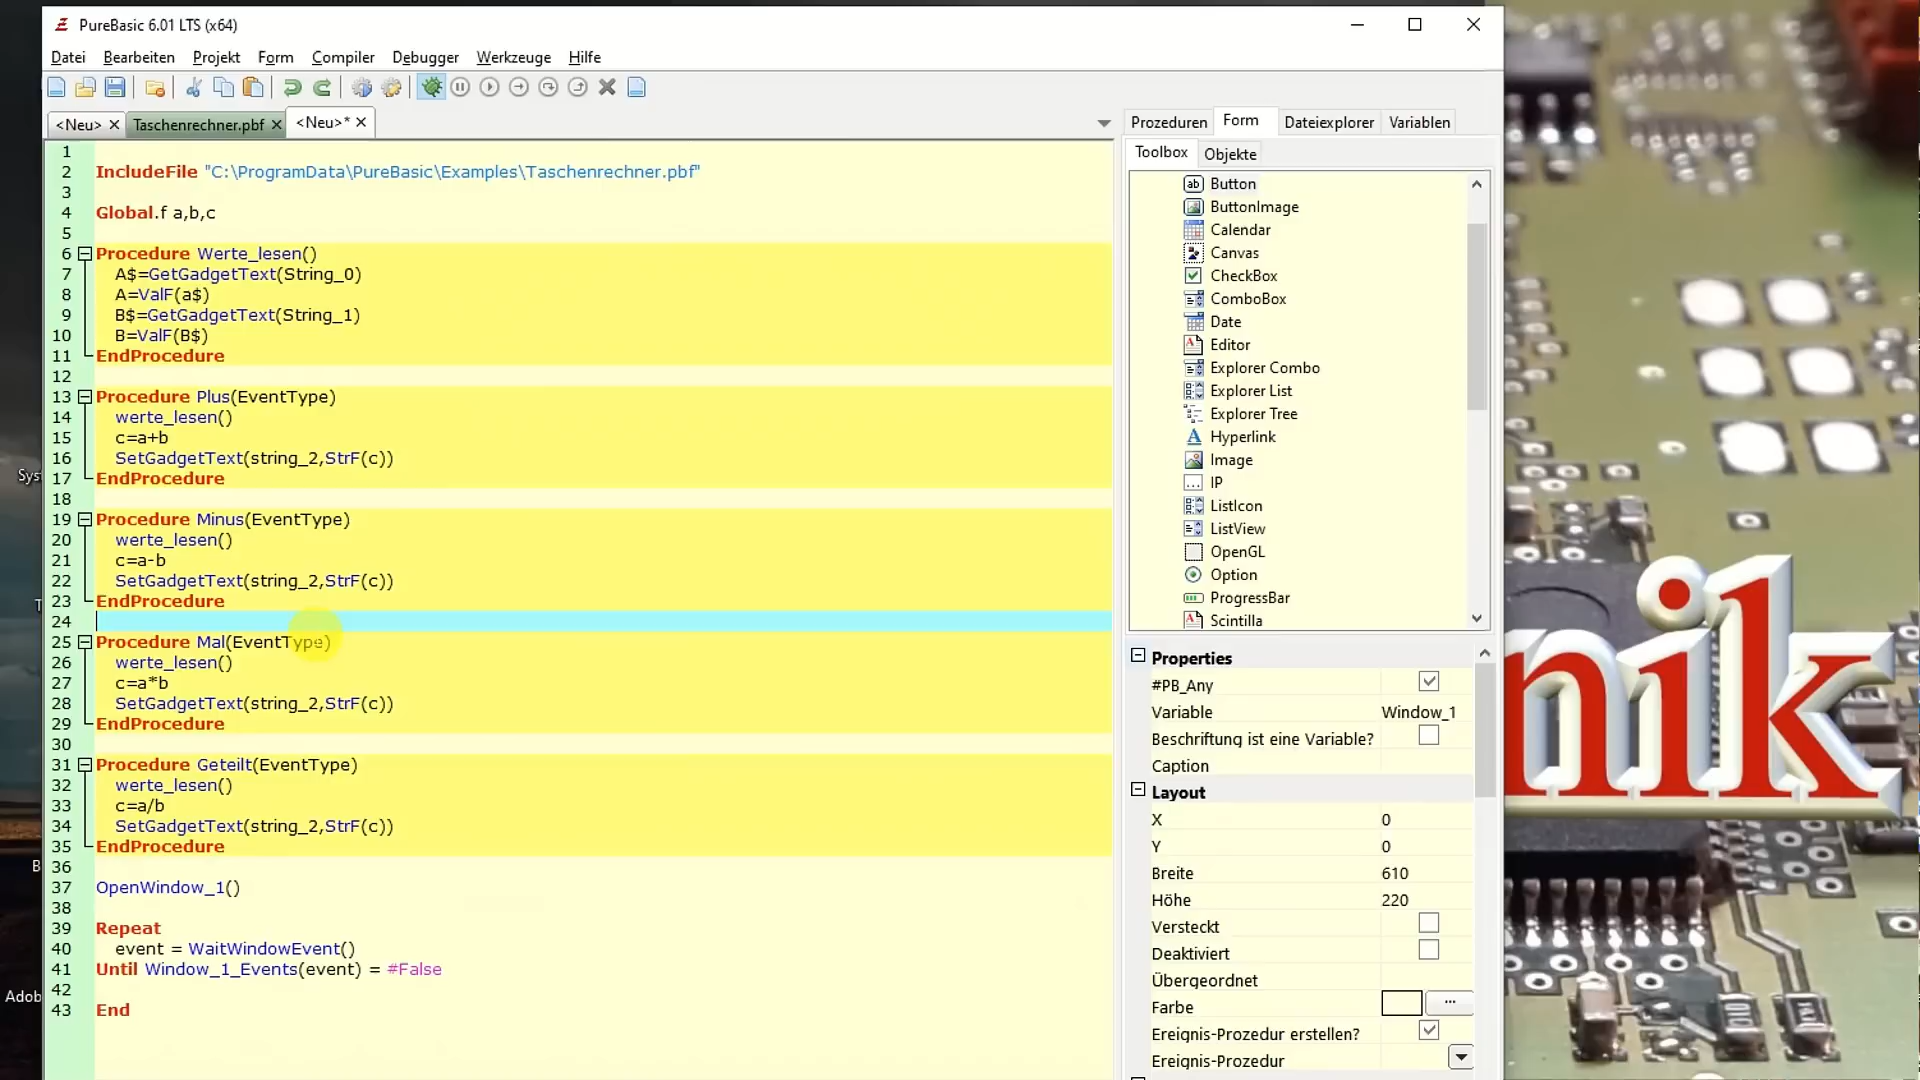 PureBasic 6.01 LTS (x64)
Datei Bearbeiten Projekt Form Compiler Debugger Werkzeuge Hilfe
<Neu> Taschenrechner.pbf <Neu>*
1
2 IncludeFile "C:\ProgramData\PureBasic\Examples\Taschenrechner.pbf"
3
4 Global.f a,b,c
5
6 Procedure Werte_lesen()
7 A$=GetGadgetText(String_0)
8 A=ValF(a$)
9 B$=GetGadgetText(String_1)
10 B=ValF(B$)
11 EndProcedure
12
13 Procedure Plus(EventType)
14 werte_lesen()
15 c=a+b
16 SetGadgetText(string_2,StrF(c))
17 EndProcedure
18
19 Procedure Minus(EventType)
20 werte_lesen()
21 c=a-b
22 SetGadgetText(string_2,StrF(c))
23 EndProcedure
24
25 Procedure Mal(EventType)
26 werte_lesen()
27 c=a*b
28 SetGadgetText(string_2,StrF(c))
29 EndProcedure
30
31 Procedure Geteilt(EventType)
32 werte_lesen()
33 c=a/b
34 SetGadgetText(string_2,StrF(c))
35 EndProcedure
36
37 OpenWindow_1()
38
39 Repeat
40 event = WaitWindowEvent()
41 Until Window_1_Events(event) = #False
42
43 End
Prozeduren Form Dateiexplorer Variablen
Toolbox Objekte
Button
ButtonImage
Calendar
Canvas
CheckBox
ComboBox
Date
Editor
Explorer Combo
Explorer List
Explorer Tree
Hyperlink
Image
IP
ListIcon
ListView
OpenGL
Option
ProgressBar
Scintilla
Properties
#PB_Any
Variable Window_1
Beschriftung ist eine Variable?
Caption
Layout
X 0
Y 0
Breite 610
Höhe 220
Versteckt
Deaktiviert
Übergeordnet
Farbe ...
Ereignis-Prozedur erstellen?
Ereignis-Prozedur
Sys
T
B
Adob
nik